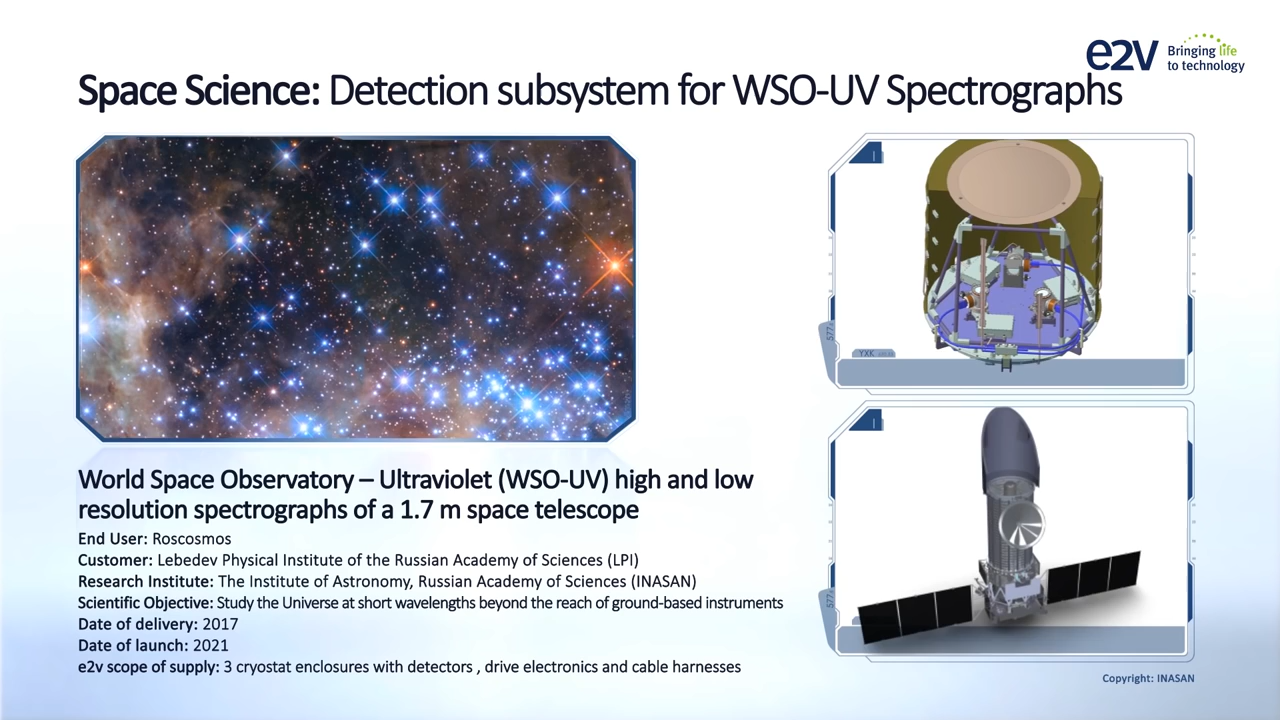 e2v Bringing life
to technology
Space Science: Detection subsystem for WSO-UV Spectrographs
World Space Observatory – Ultraviolet (WSO-UV) high and low
resolution spectrographs of a 1.7 m space telescope
End User: Roscosmos
Customer: Lebedev Physical Institute of the Russian Academy of Sciences (LPI)
Research Institute: The Institute of Astronomy, Russian Academy of Sciences (INASAN)
Scientific Objective: Study the Universe at short wavelengths beyond the reach of ground-based instruments
Date of delivery: 2017
Date of launch: 2021
e2v scope of supply: 3 cryostat enclosures with detectors , drive electronics and cable harnesses
YXK
577
577
Copyright: INASAN